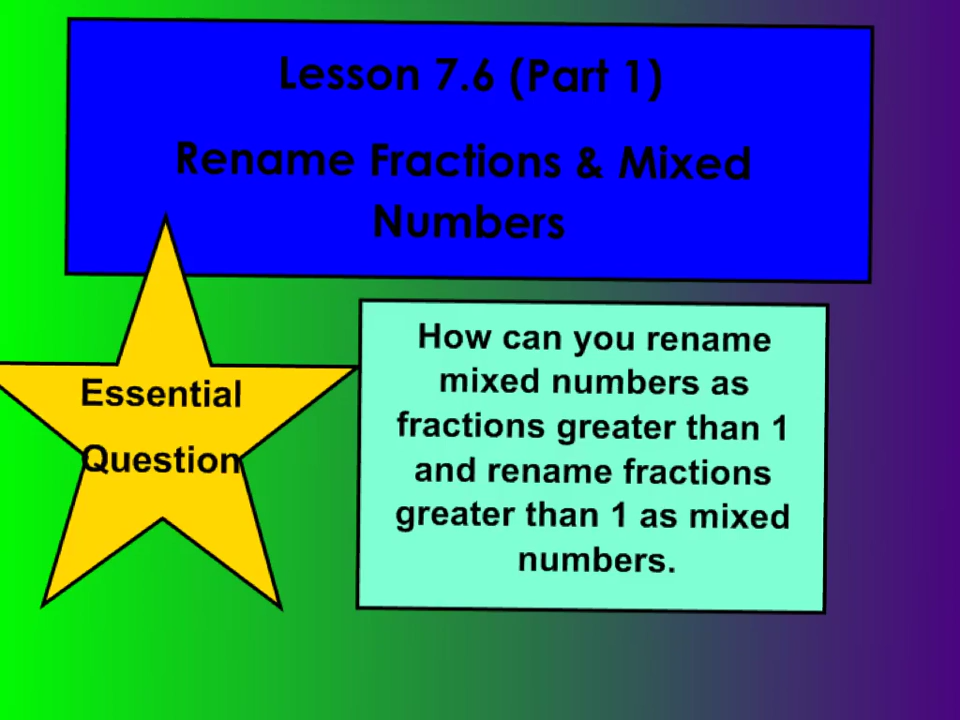 Lesson 7.6 (Part 1)
Rename Fractions & Mixed
Numbers
Essential
Question
How can you rename
mixed numbers as
fractions greater than 1
and rename fractions
greater than 1 as mixed
numbers.